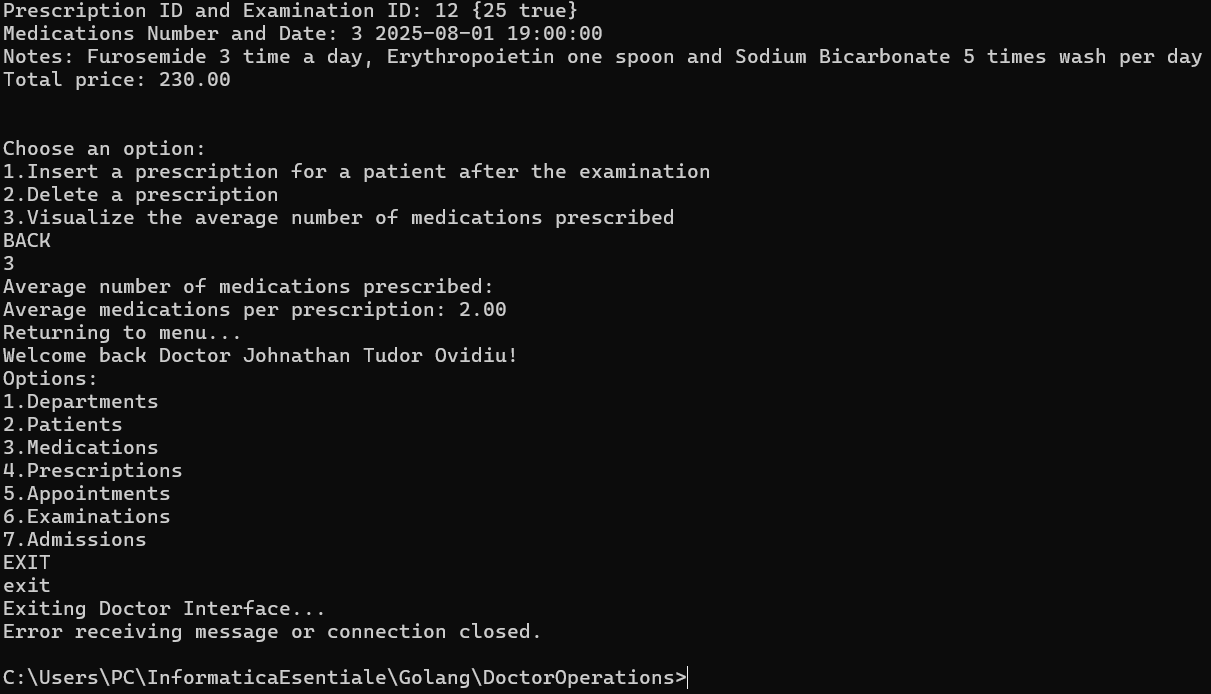 Prescription ID and Examination ID: 12 {25 true}
Medications Number and Date: 3 2025-08-01 19:00:00
Notes: Furosemide 3 time a day, Erythropoietin one spoon and Sodium Bicarbonate 5 times wash per day
Total price: 230.00
Choose an option:
1.Insert a prescription for a patient after the examination
2.Delete a prescription
3.Visualize the average number of medications prescribed
BACK
3
Average number of medications prescribed:
Average medications per prescription: 2.00
Returning to menu...
Welcome back Doctor Johnathan Tudor Ovidiu!
Options:
1.Departments
2.Patients
3.Medications
4.Prescriptions
5.Appointments
6.Examinations
7.Admissions
EXIT
exit
Exiting Doctor Interface...
Error receiving message or connection closed.
C:\Users\PC\InformaticaEsentiale\Golang\DoctorOperations>